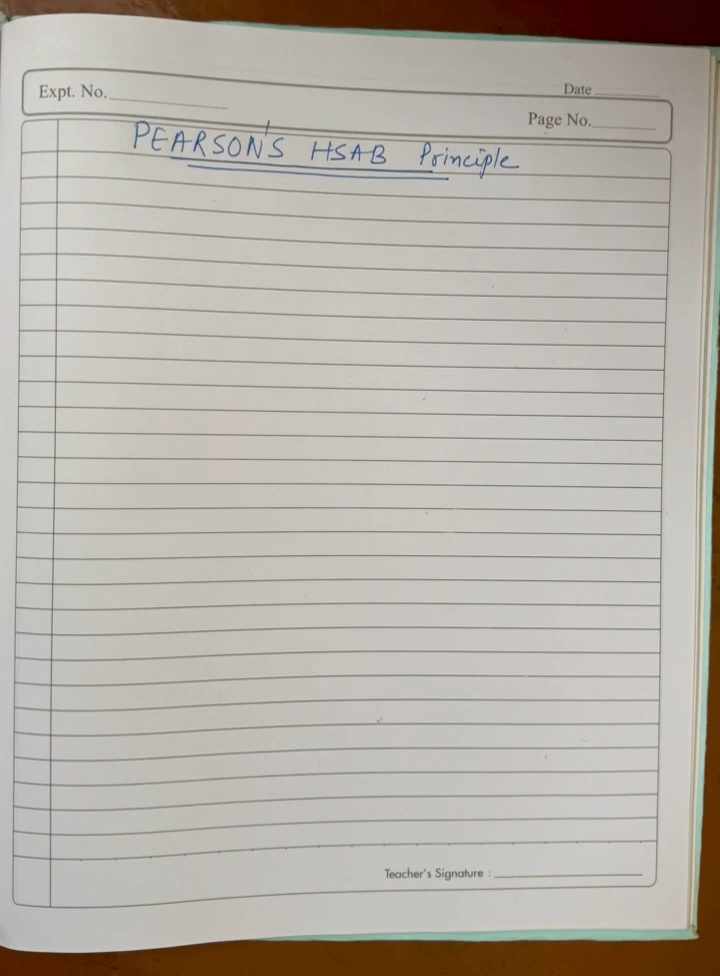 Expt. No.
Date
Page No.
PEARSON'S HSAB Principle
Teacher's Signature :